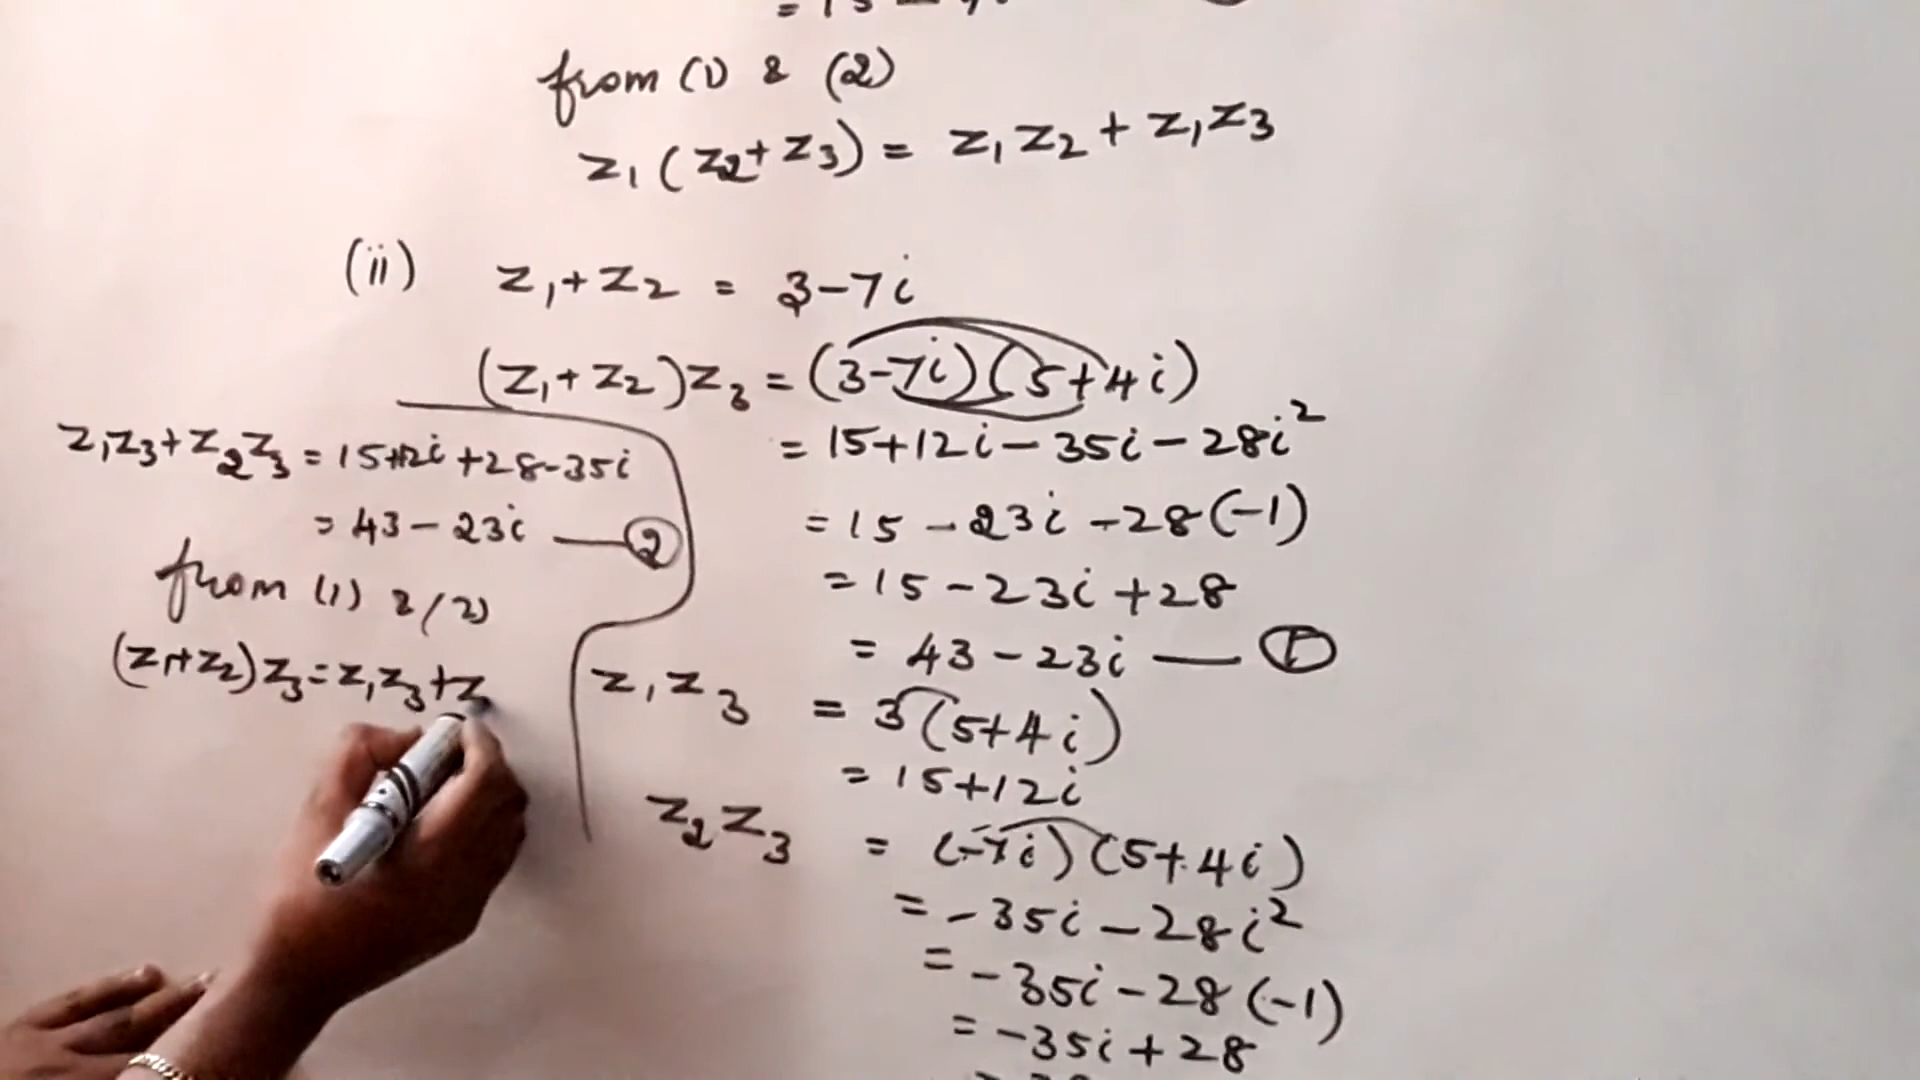 from (1) & (2)
z₁(z₂+z₃) = z₁z₂ + z₁z₃
(ii) z₁+z₂ = 3-7i
(z₁+z₂)z₃ = (3-7i)(5+4i)
= 15+12i-35i-28i²
= 15-23i-28(-1)
= 15-23i+28
= 43-23i — ①
z₁z₃ = 3(5+4i)
= 15+12i
z₂z₃ = (-7i)(5+4i)
= -35i-28i²
= -35i-28(-1)
= -35i+28
z₁z₃+z₂z₃ = 15+12i+28-35i
= 43-23i — ②
from (1) & (2)
(z₁+z₂)z₃ = z₁z₃+z